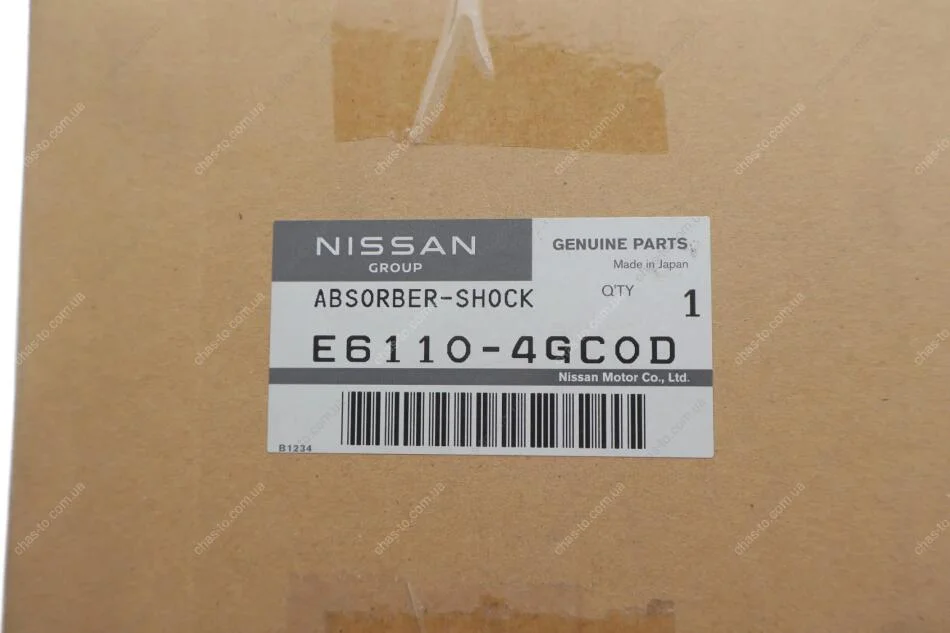 NISSAN
GROUP
GENUINE PARTS
Made in Japan
ABSORBER-SHOCK
Q'TY
1
E6110-4GC0D
Nissan Motor Co., Ltd.
B1234
chas-to.com.ua